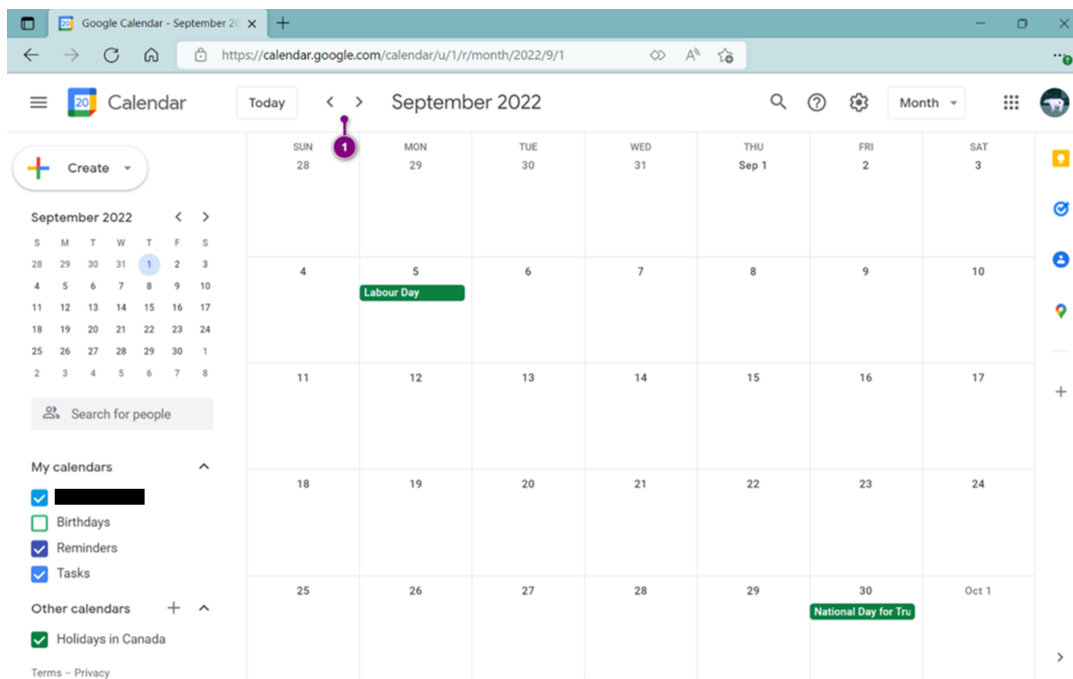 Google Calendar - September 20
https://calendar.google.com/calendar/u/1/r/month/2022/9/1
20 Calendar Today September 2022 Month
1
Create
September 2022
S M T W T F S
28 29 30 31 1 2 3
4 5 6 7 8 9 10
11 12 13 14 15 16 17
18 19 20 21 22 23 24
25 26 27 28 29 30 1
2 3 4 5 6 7 8
Search for people
My calendars
Birthdays
Reminders
Tasks
Other calendars
Holidays in Canada
Terms – Privacy
SUN MON TUE WED THU FRI SAT
28 29 30 31 Sep 1 2 3
4 5 6 7 8 9 10
Labour Day
11 12 13 14 15 16 17
18 19 20 21 22 23 24
25 26 27 28 29 30 Oct 1
National Day for Tru